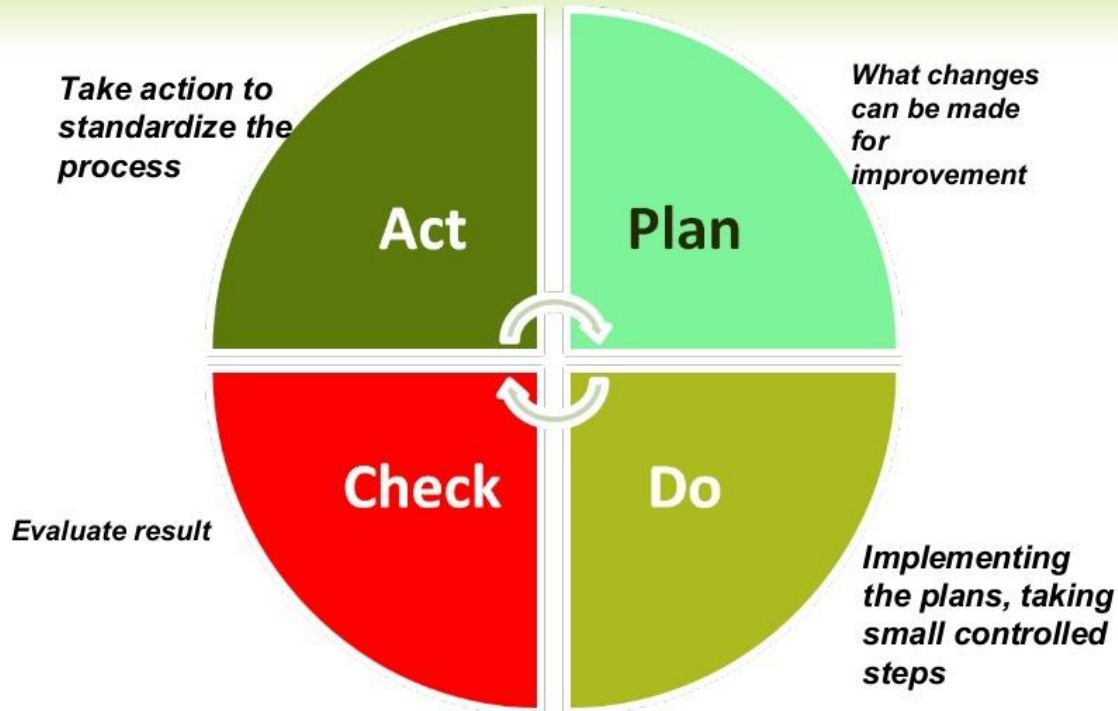 Take action to
standardize the
process
Act
What changes
can be made
for
improvement
Plan
Evaluate result
Check
Do
Implementing
the plans, taking
small controlled
steps